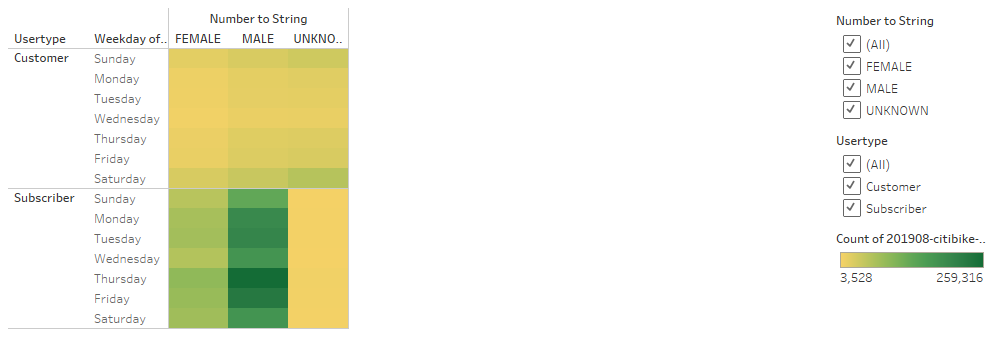 Number to String
Usertype Weekday of.. FEMALE MALE UNKNO..
Customer Sunday
Monday
Tuesday
Wednesday
Thursday
Friday
Saturday
Subscriber Sunday
Monday
Tuesday
Wednesday
Thursday
Friday
Saturday
Number to String
(All)
FEMALE
MALE
UNKNOWN
Usertype
(All)
Customer
Subscriber
Count of 201908-citibike-..
3,528 259,316